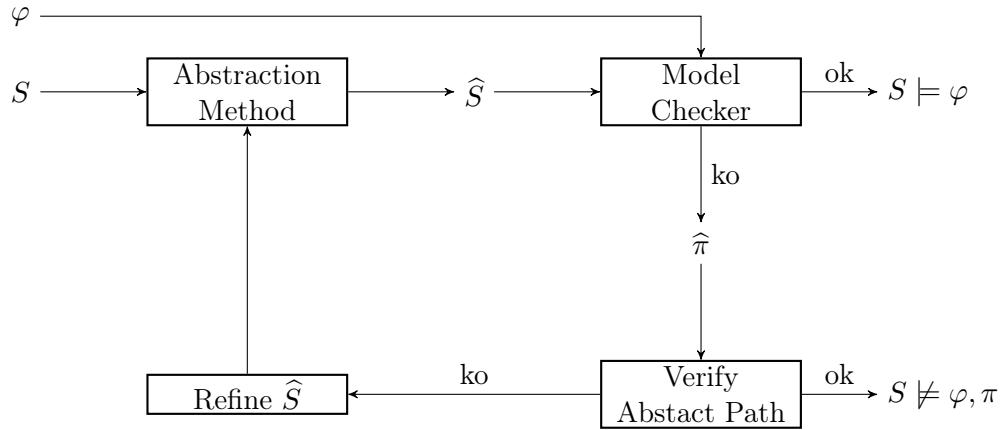 φ
S
Abstraction
Method
Ŝ
Model
Checker
ok
S ⊨ φ
ko
π̂
Refine Ŝ
ko
Verify
Abstact Path
ok
S ⊭ φ, π